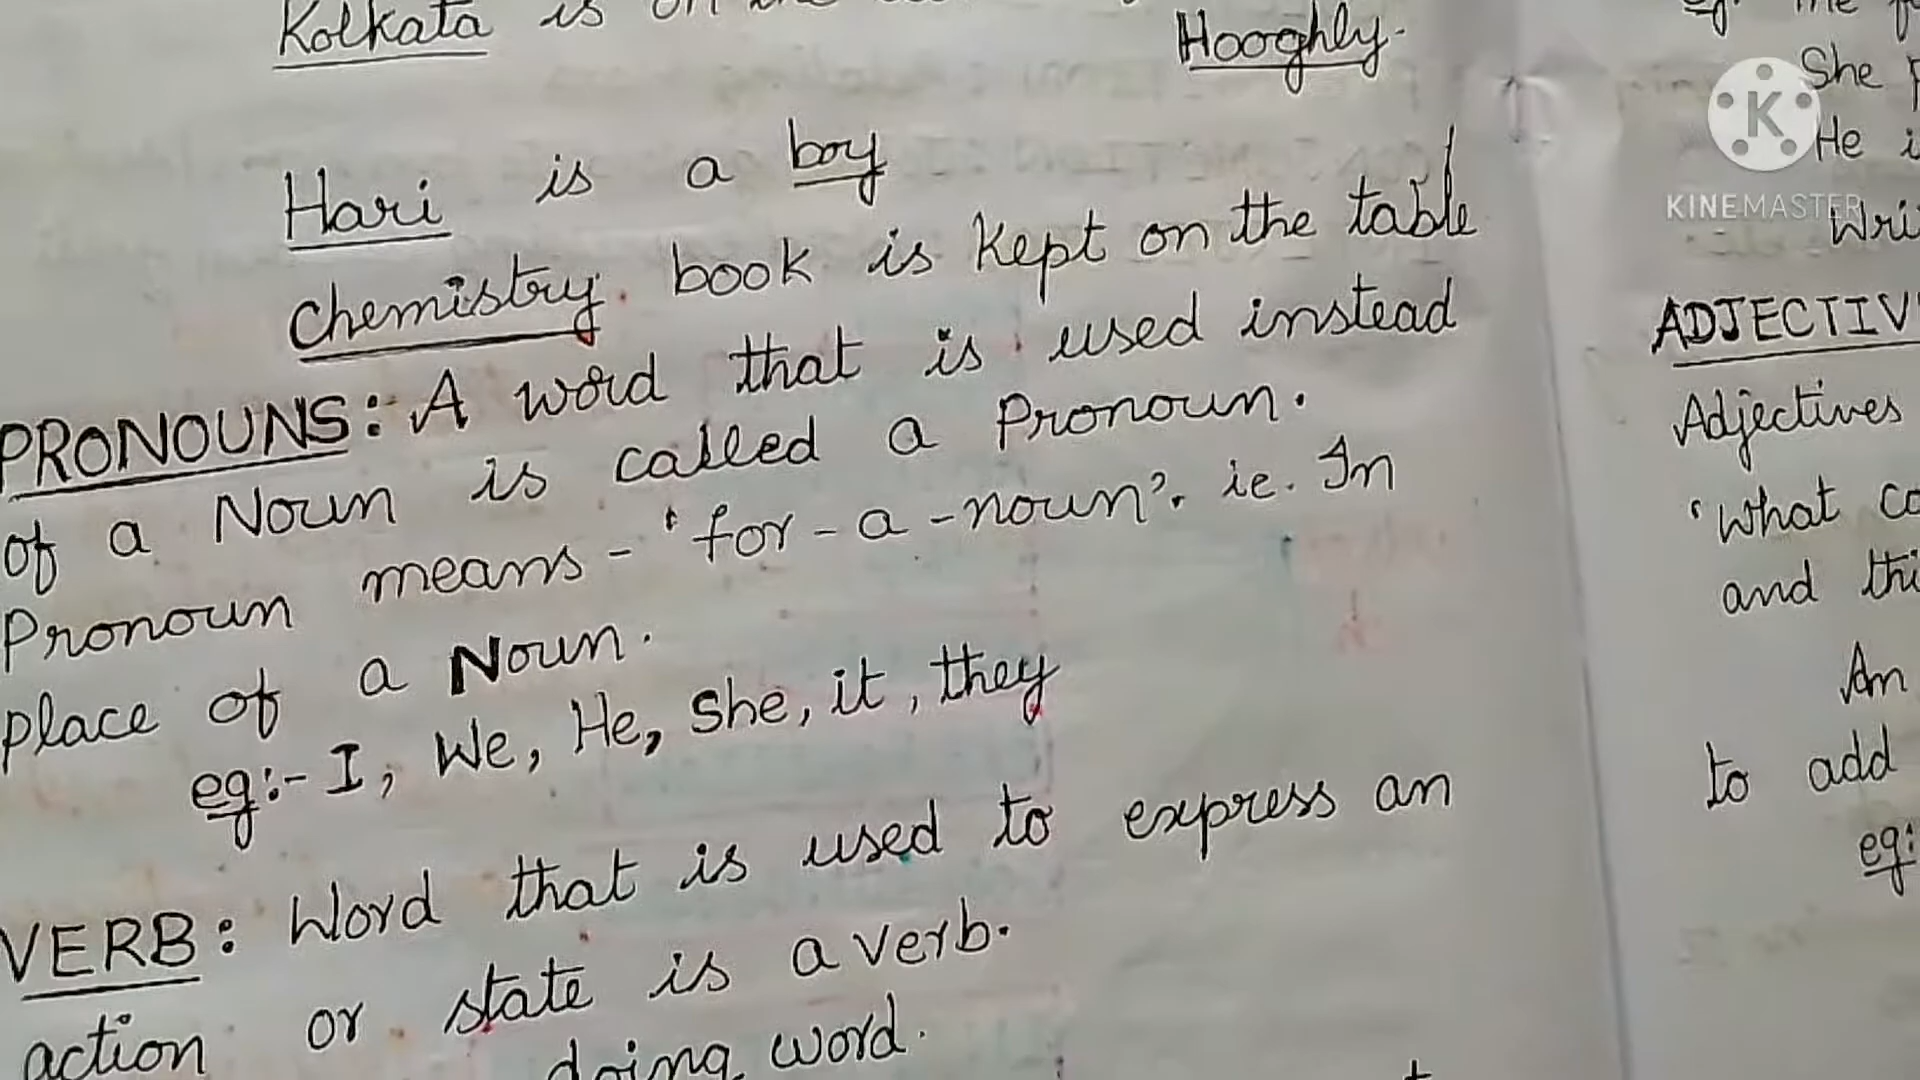 Kolkata is on the
Hooghly.
Hari is a boy
Chemistry. book is kept on the table
PRONOUNS: A word that is used instead
of a Noun is called a Pronoun.
Pronoun means - 'for-a-noun'. ie. In
place of a Noun.
eg:- I, We, He, She, it, they
VERB: Word that is used to express an
action or state is a verb.
doing word.
eg. The
She
He
KINEMASTER
ADJECTIV
Adjectives
'What
and
An
to add
eg: